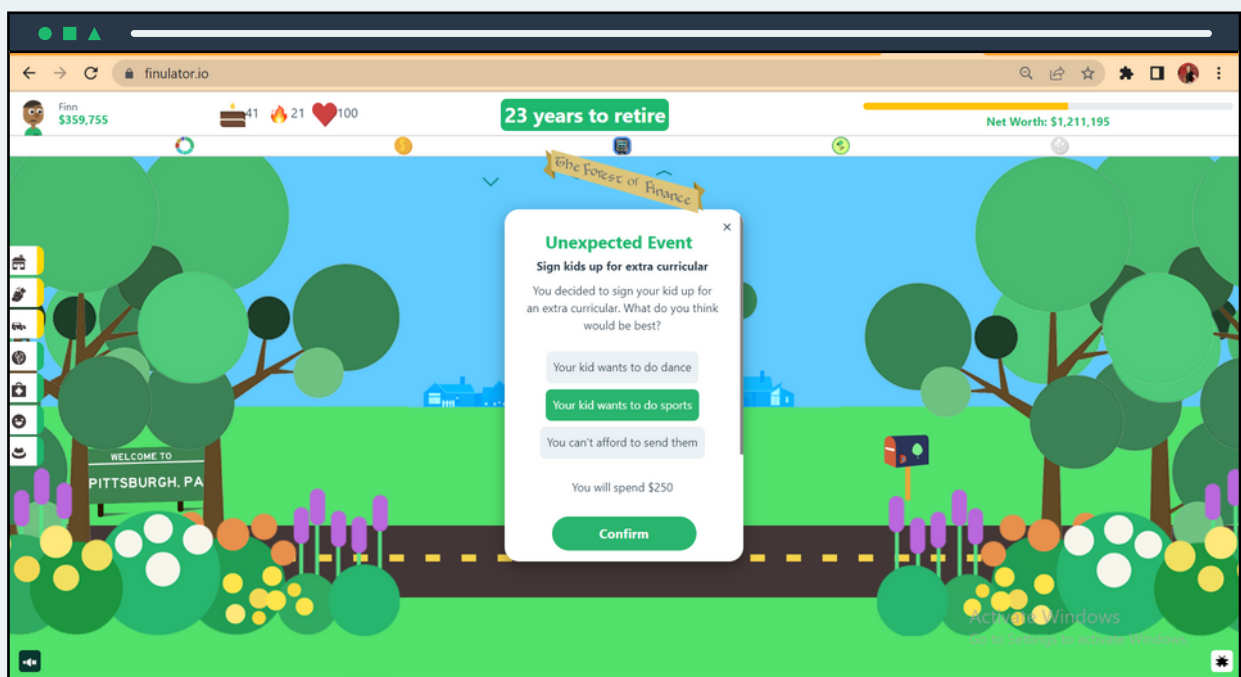 finulator.io
Finn
$359,755
41
21
100
23 years to retire
Net Worth: $1,211,195
The Forest of Finance
Unexpected Event
Sign kids up for extra curricular
You decided to sign your kid up for
an extra curricular. What do you think
would be best?
Your kid wants to do dance
Your kid wants to do sports
You can't afford to send them
You will spend $250
Confirm
WELCOME TO
PITTSBURGH, PA
Activate Windows